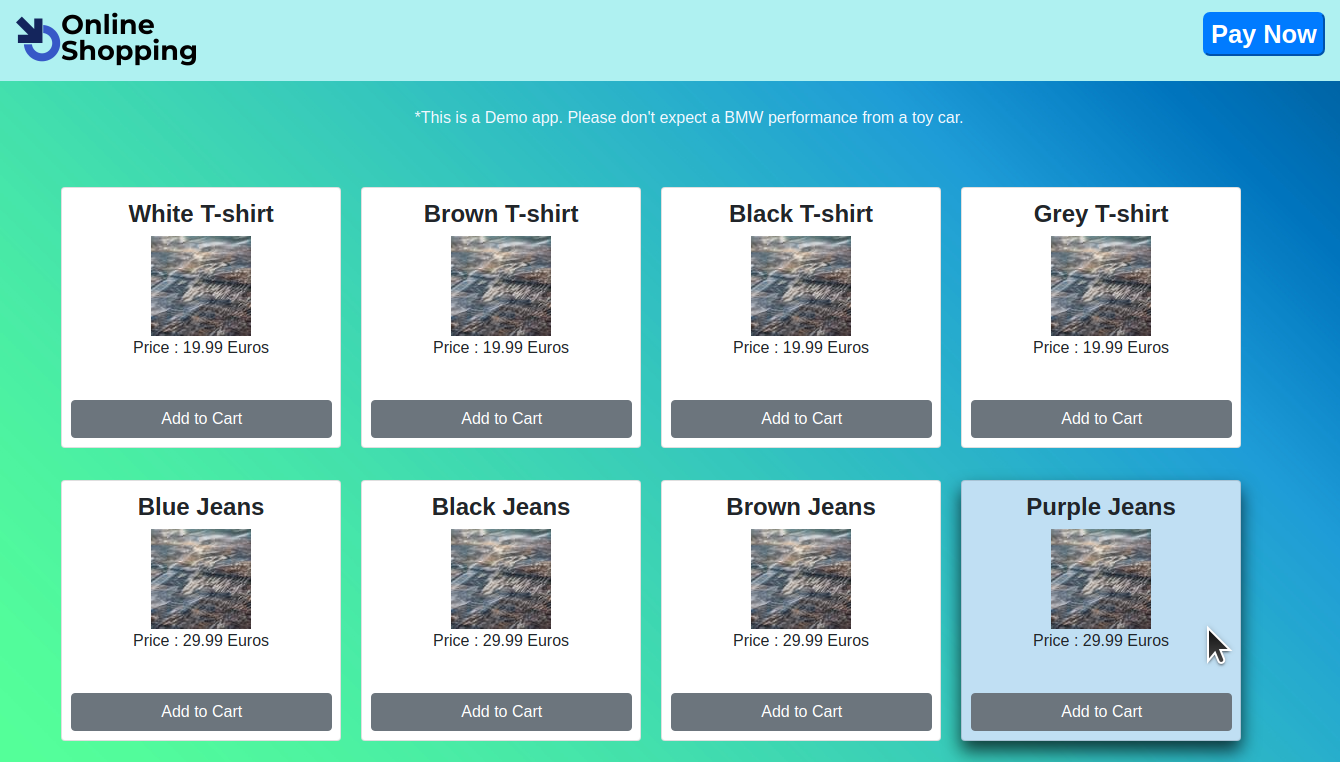 Online
Shopping
Pay Now
*This is a Demo app. Please don't expect a BMW performance from a toy car.
White T-shirt
Price : 19.99 Euros
Add to Cart
Brown T-shirt
Price : 19.99 Euros
Add to Cart
Black T-shirt
Price : 19.99 Euros
Add to Cart
Grey T-shirt
Price : 19.99 Euros
Add to Cart
Blue Jeans
Price : 29.99 Euros
Add to Cart
Black Jeans
Price : 29.99 Euros
Add to Cart
Brown Jeans
Price : 29.99 Euros
Add to Cart
Purple Jeans
Price : 29.99 Euros
Add to Cart